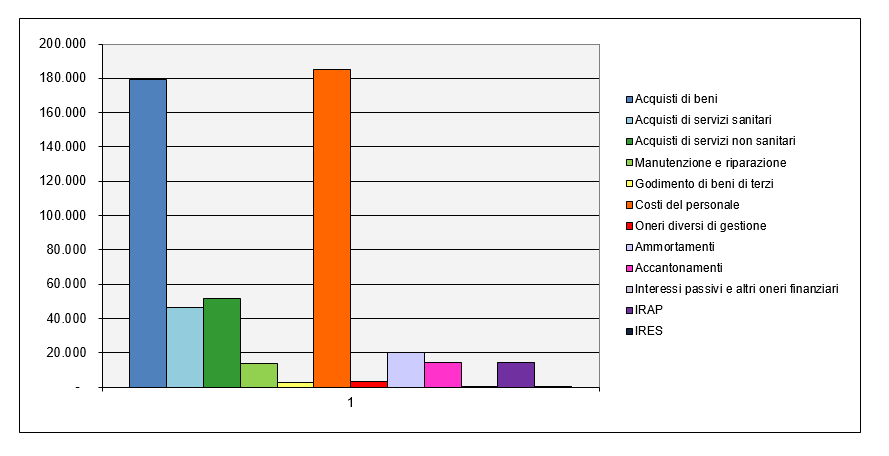 200.000
180.000
160.000
140.000
120.000
100.000
80.000
60.000
40.000
20.000
-
1
Acquisti di beni
Acquisti di servizi sanitari
Acquisti di servizi non sanitari
Manutenzione e riparazione
Godimento di beni di terzi
Costi del personale
Oneri diversi di gestione
Ammortamenti
Accantonamenti
Interessi passivi e altri oneri finanziari
IRAP
IRES